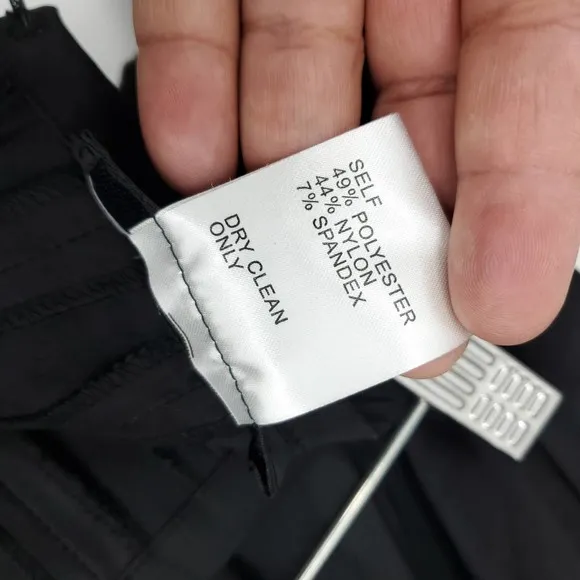 SELF
49% POLYESTER
44% NYLON
7% SPANDEX
DRY CLEAN
ONLY